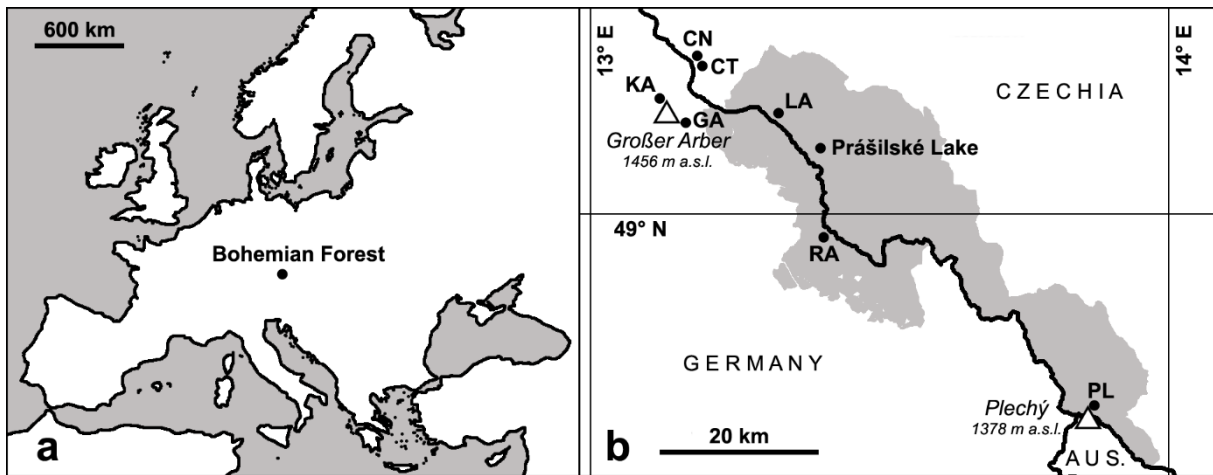 600 km
Bohemian Forest
a
13° E
14° E
CN
CT
KA
GA
LA
Großer Arber
1456 m a.s.l.
Prášilské Lake
CZECHIA
49° N
RA
GERMANY
PL
Plechý
1378 m a.s.l.
20 km
AUS.
b